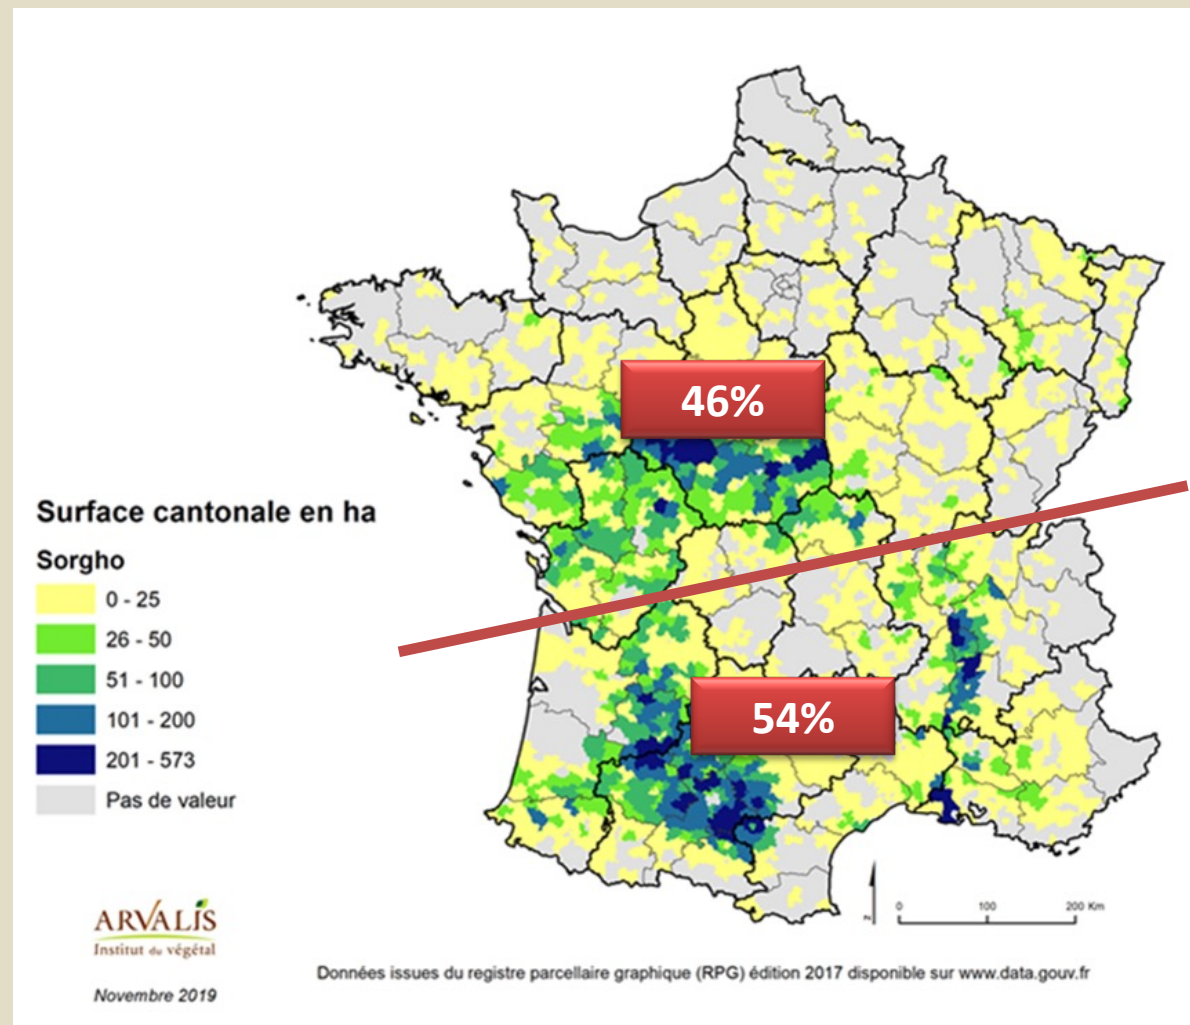 46%
Surface cantonale en ha
Sorgho
0 - 25
26 - 50
51 - 100
101 - 200
201 - 573
Pas de valeur
54%
ARVALIS
Institut du végétal
Novembre 2019
N
0 100 200 Km
Données issues du registre parcellaire graphique (RPG) édition 2017 disponible sur www.data.gouv.fr